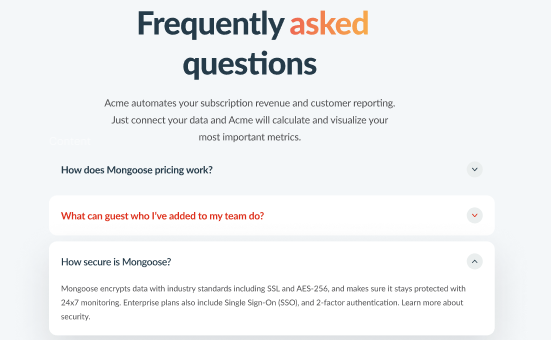 Frequently asked
questions
Acme automates your subscription revenue and customer reporting.
Just connect your data and Acme will calculate and visualize your
most important metrics.
How does Mongoose pricing work?
What can guest who I've added to my team do?
How secure is Mongoose?
Mongoose encrypts data with industry standards including SSL and AES-256, and makes sure it stays protected with
24x7 monitoring. Enterprise plans also include Single Sign-On (SSO), and 2-factor authentication. Learn more about
security.